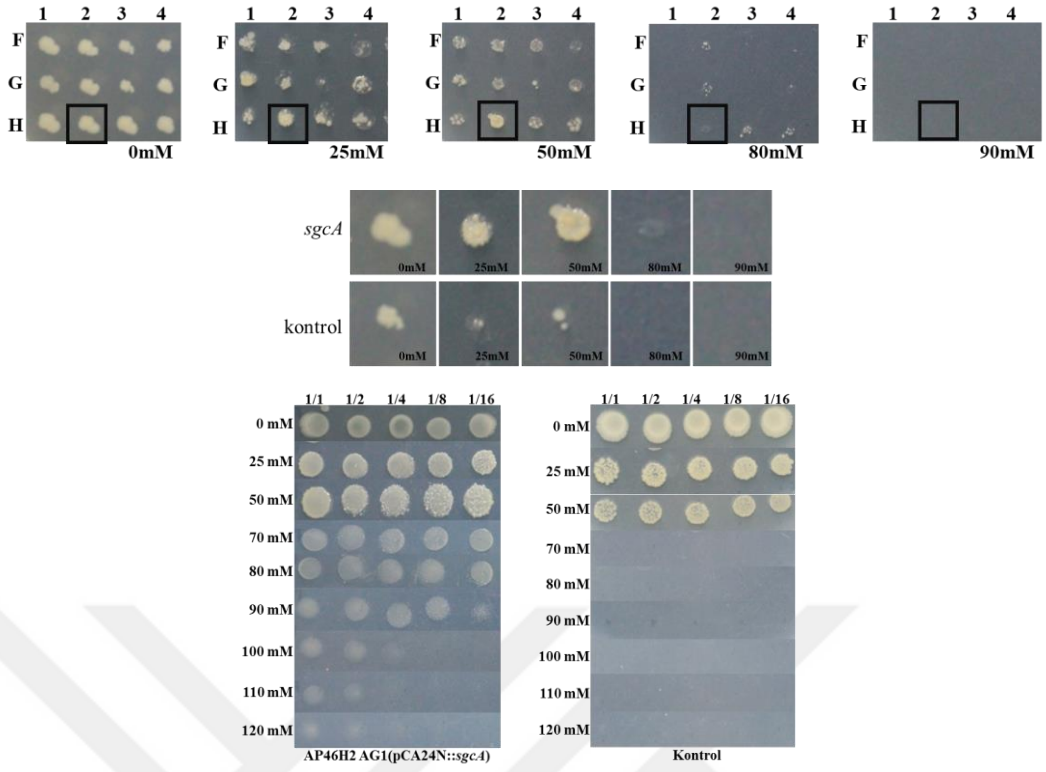 1 2 3 4
F
G
H
0mM
1 2 3 4
F
G
H
25mM
1 2 3 4
F
G
H
50mM
1 2 3 4
F
G
H
80mM
1 2 3 4
F
G
H
90mM
sgcA
0mM 25mM 50mM 80mM 90mM
kontrol
0mM 25mM 50mM 80mM 90mM
1/1 1/2 1/4 1/8 1/16
0 mM
25 mM
50 mM
70 mM
80 mM
90 mM
100 mM
110 mM
120 mM
AP46H2 AG1(pCA24N::sgcA)
1/1 1/2 1/4 1/8 1/16
0 mM
25 mM
50 mM
70 mM
80 mM
90 mM
100 mM
110 mM
120 mM
Kontrol